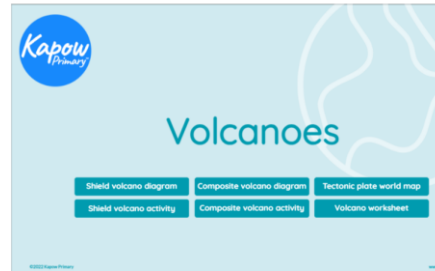 Kapow
Primary
Volcanoes
Shield volcano diagram
Composite volcano diagram
Tectonic plate world map
Shield volcano activity
Composite volcano activity
Volcano worksheet
©2022 Kapow Primary